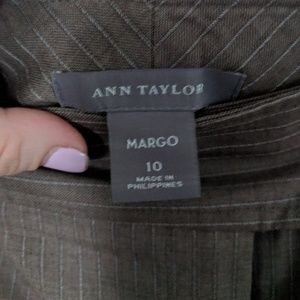 ANN TAYLOR
MARGO
10
MADE IN
PHILIPPINES